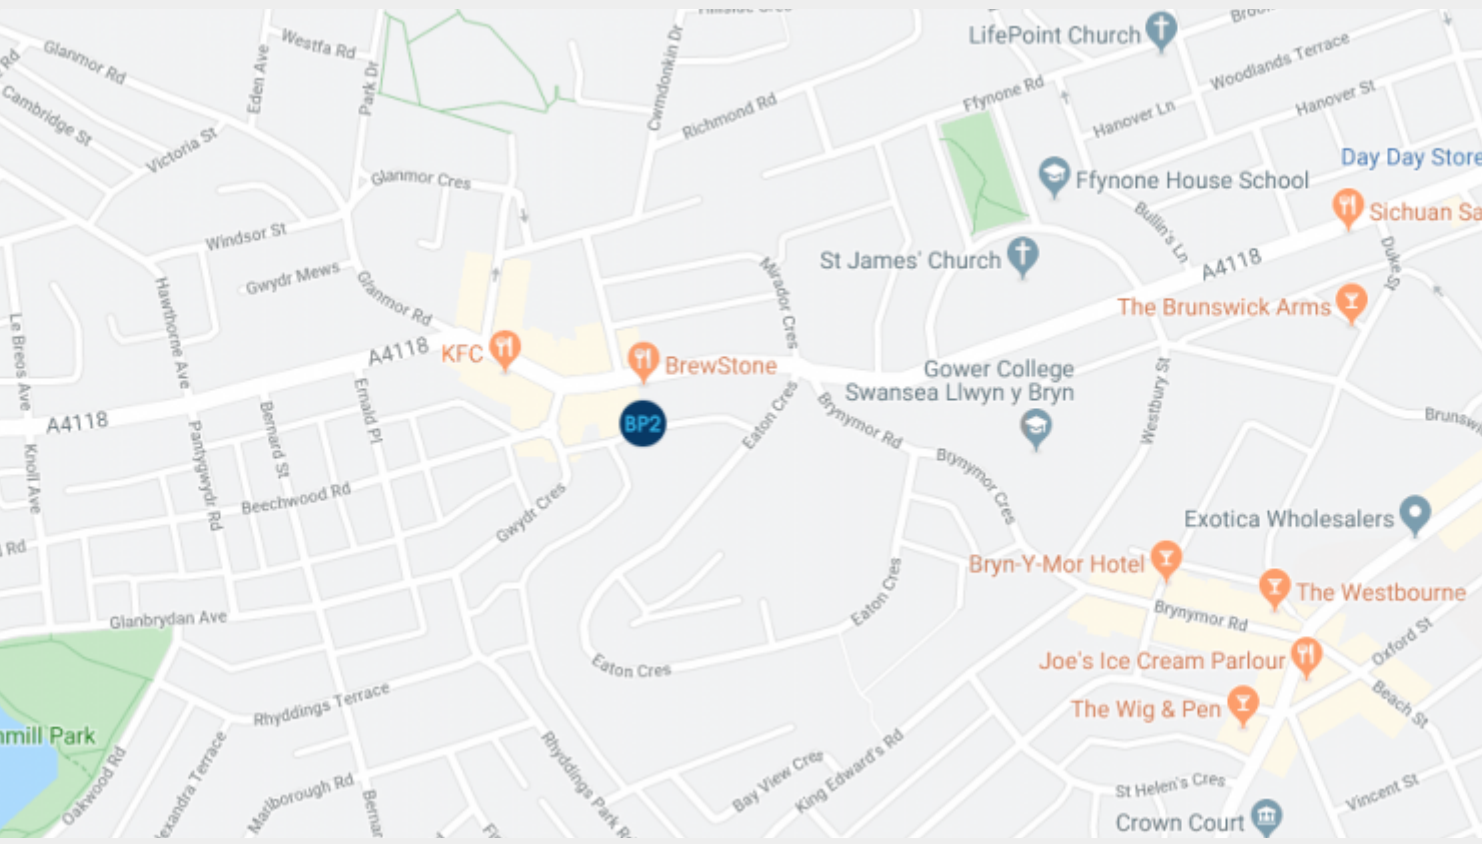 Westfa Rd
Glanmor Rd
Rd
Eden Ave
Park Dr
Cambridge St
Victoria St
Cwmdonkin Dr
Richmond Rd
LifePoint Church
Ffynone Rd
Woodlands Terrace
Hanover Ln
Hanover St
Day Day Store
Glanmor Cres
Ffynone House School
Sichuan Sa
Windsor St
Bullin's Ln
Duke St
Gwydr Mews
St James' Church
A4118
Mirador Cres
Glanmor Rd
The Brunswick Arms
Hawthorne Ave
Le Breos Ave
A4118
KFC
BrewStone
Gower College
Swansea Llwyn y Bryn
A4118
Ernald Pl
Eaton Cres
Brynymor Rd
Westbury St
Brunswi
BP2
Bernard St
Pantygwydr Rd
Knoll Ave
Beechwood Rd
Gwydr Cres
Brynymor Cres
Exotica Wholesalers
Rd
Bryn-Y-Mor Hotel
The Westbourne
Eaton Cres
Brynymor Rd
Glanbrydan Ave
Oxford St
Eaton Cres
Joe's Ice Cream Parlour
Rhyddings Terrace
The Wig & Pen
Beach St
nmill Park
Oakwood Rd
lexandra Terrace
Marlborough Rd
Bernar
Rhyddings Park R
Bay View Cres
King Edward's Rd
St Helen's Cres
Vincent St
Crown Court